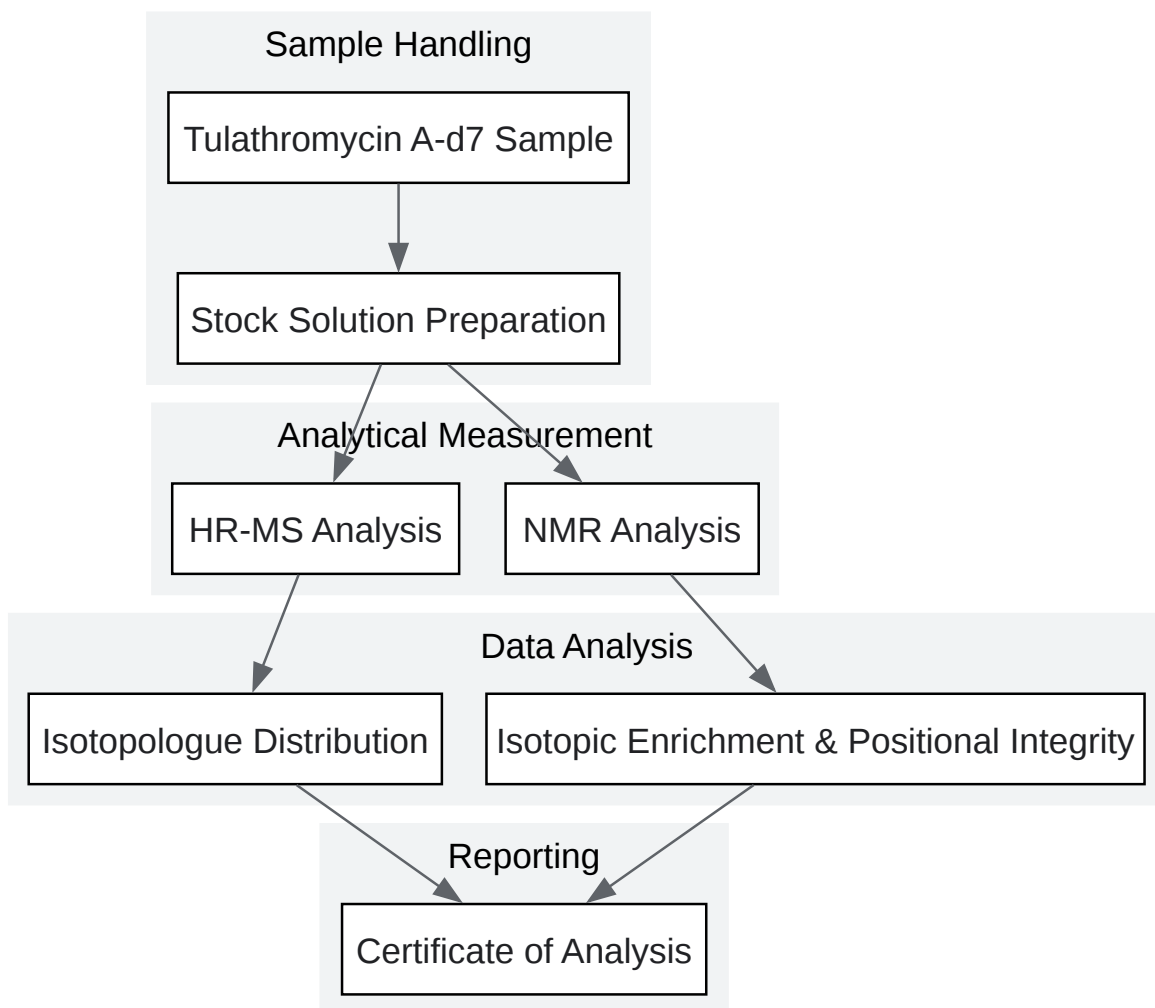 Sample Handling
Tulathromycin A-d7 Sample
Stock Solution Preparation
Analytical Measurement
HR-MS Analysis
NMR Analysis
Data Analysis
Isotopologue Distribution
Isotopic Enrichment & Positional Integrity
Reporting
Certificate of Analysis